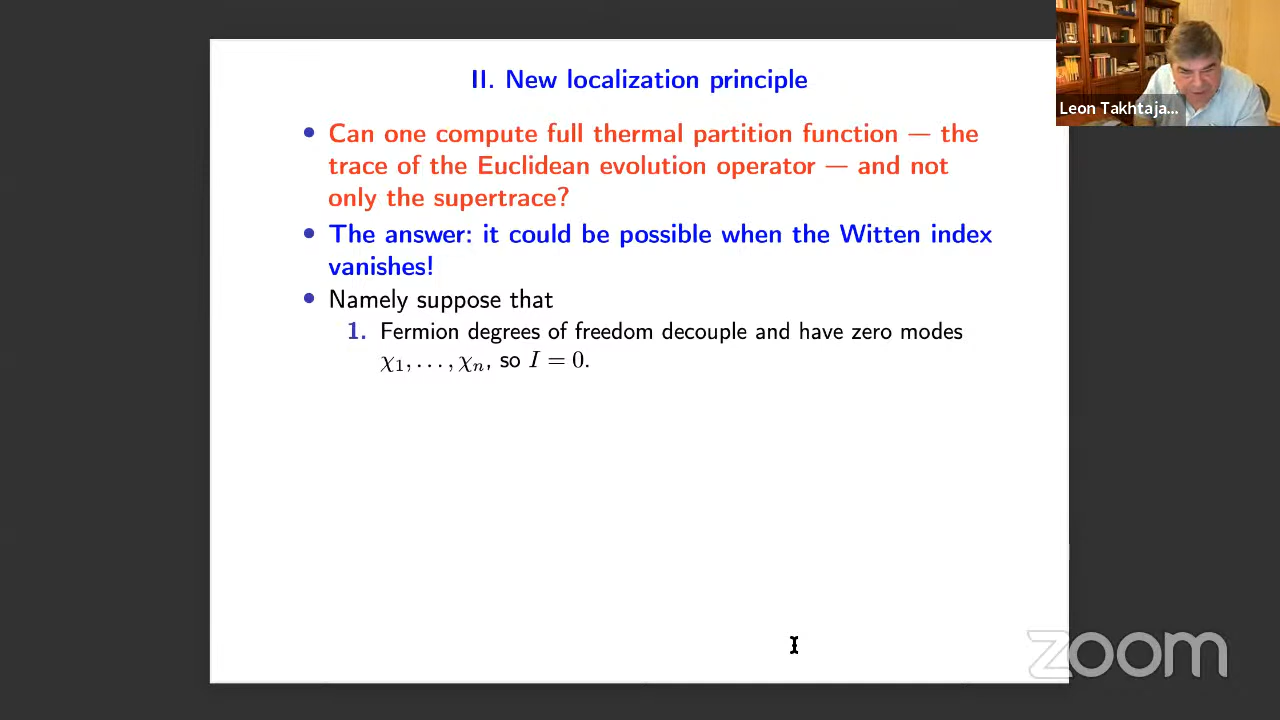 II. New localization principle
• Can one compute full thermal partition function — the
trace of the Euclidean evolution operator — and not
only the supertrace?
• The answer: it could be possible when the Witten index
vanishes!
• Namely suppose that
1. Fermion degrees of freedom decouple and have zero modes
χ₁, . . . , χₙ, so I = 0.
Leon Takhtaja...
zoom